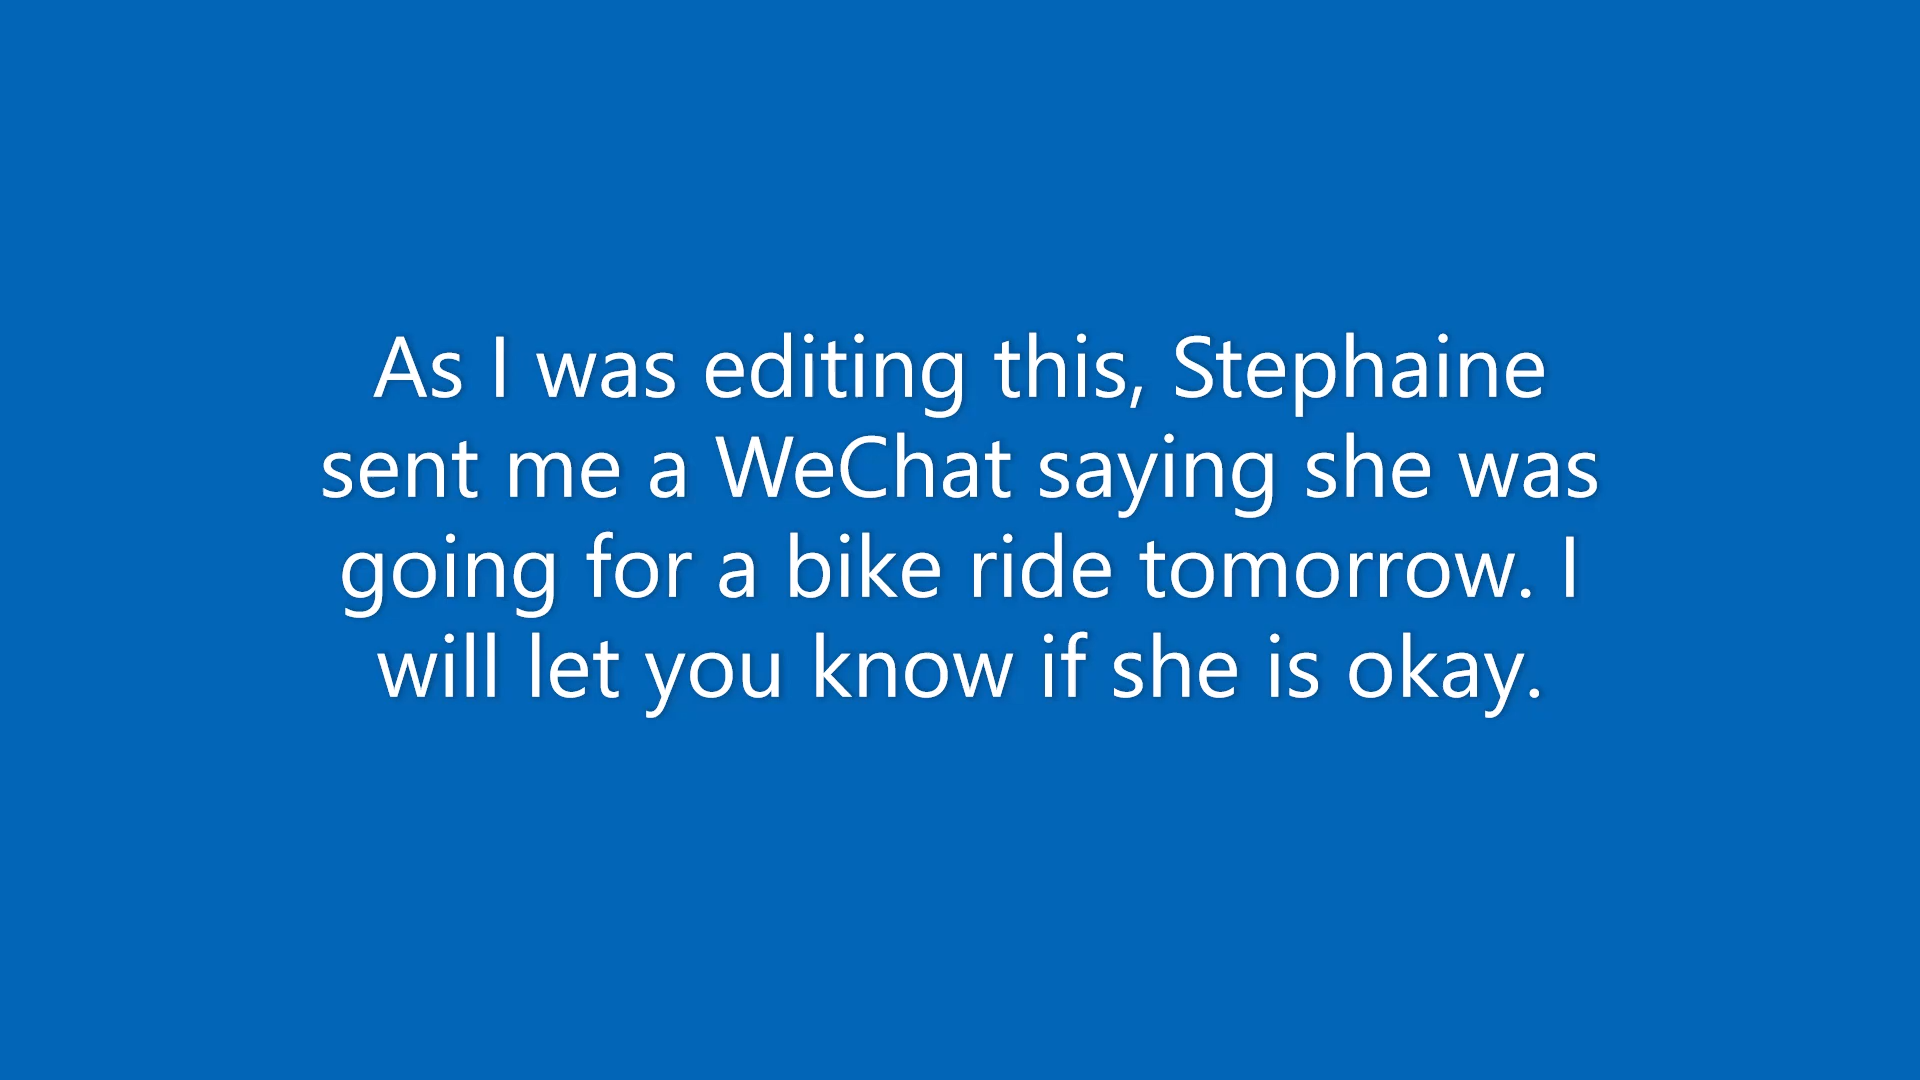 As I was editing this, Stephaine
sent me a WeChat saying she was
going for a bike ride tomorrow. I
will let you know if she is okay.